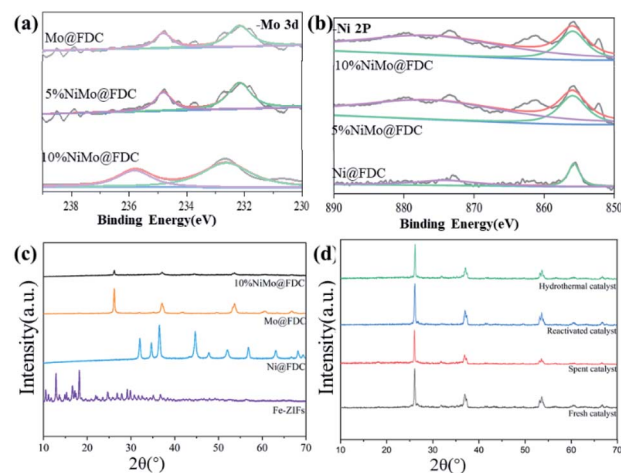 (a)
-Mo 3d
Mo@FDC
5%NiMo@FDC
10%NiMo@FDC
238 236 234 232 230
Binding Energy(eV)
(b)
-Ni 2P
10%NiMo@FDC
5%NiMo@FDC
Ni@FDC
890 880 870 860 850
Binding Energy(eV)
(c)
Intensity(a.u.)
10%NiMo@FDC
Mo@FDC
Ni@FDC
Fe-ZIFs
10 20 30 40 50 60 70
2θ(°)
(d)
Intensity(a.u.)
Hydrothermal catalyst
Reactivated catalyst
Spent catalyst
Fresh catalyst
10 20 30 40 50 60 70
2θ(°)